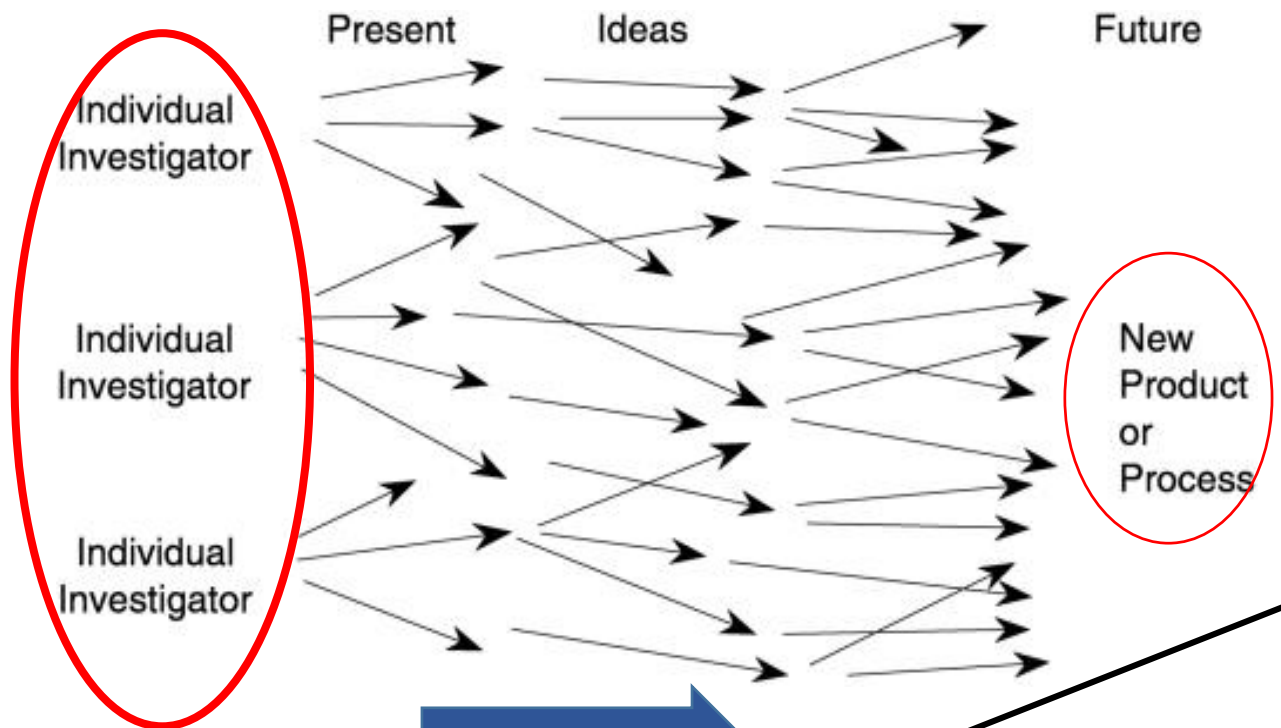 Present Ideas Future
Individual
Investigator
Individual
Investigator
New
Product
or
Process
Individual
Investigator